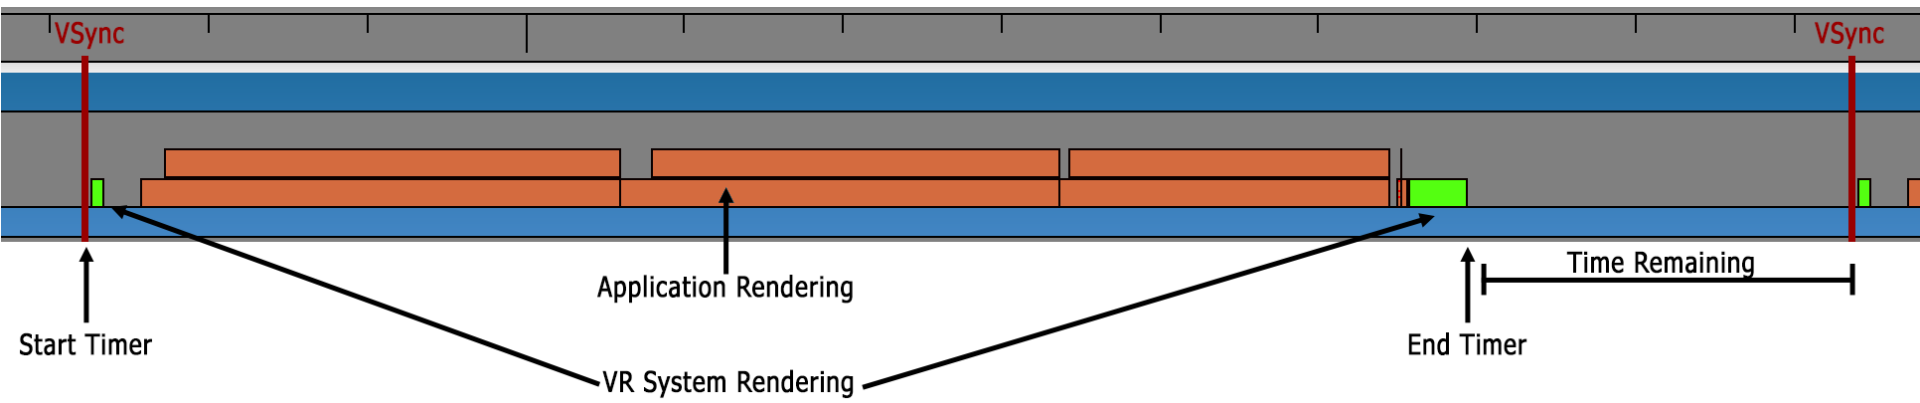 VSync
VSync
Time Remaining
Application Rendering
Start Timer
End Timer
VR System Rendering